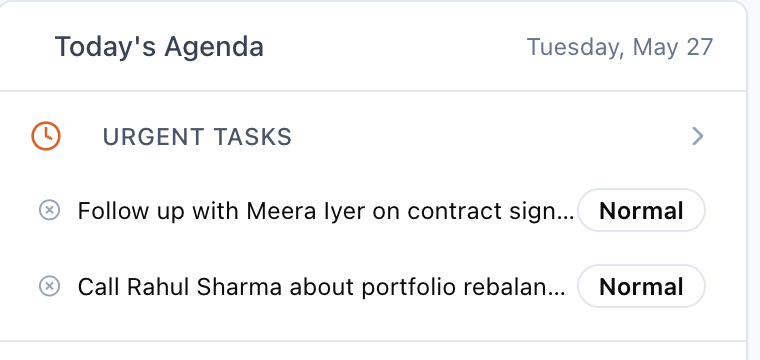 Today's Agenda
Tuesday, May 27
URGENT TASKS
Follow up with Meera Iyer on contract sign...
Normal
Call Rahul Sharma about portfolio rebalan...
Normal